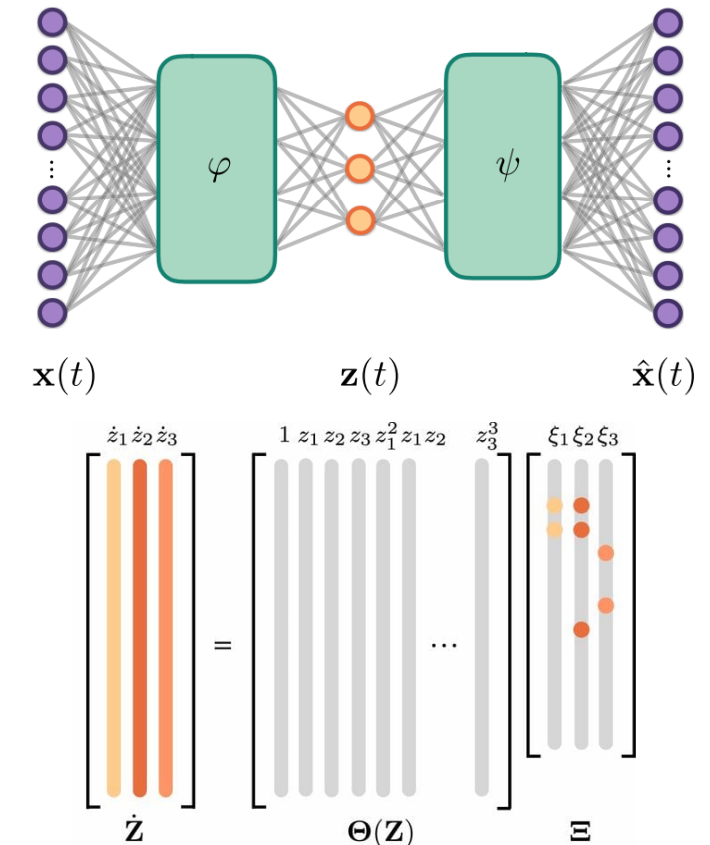 φ ψ
⋮ ⋮
𝐱(t) 𝐳(t) 𝐱̂(t)
ż₁ ż₂ ż₃ 1 z₁ z₂ z₃ z₁² z₁z₂ z₃³ ξ₁ ξ₂ ξ₃
= ⋯
𝐙̇ 𝚯(𝐙) 𝚵